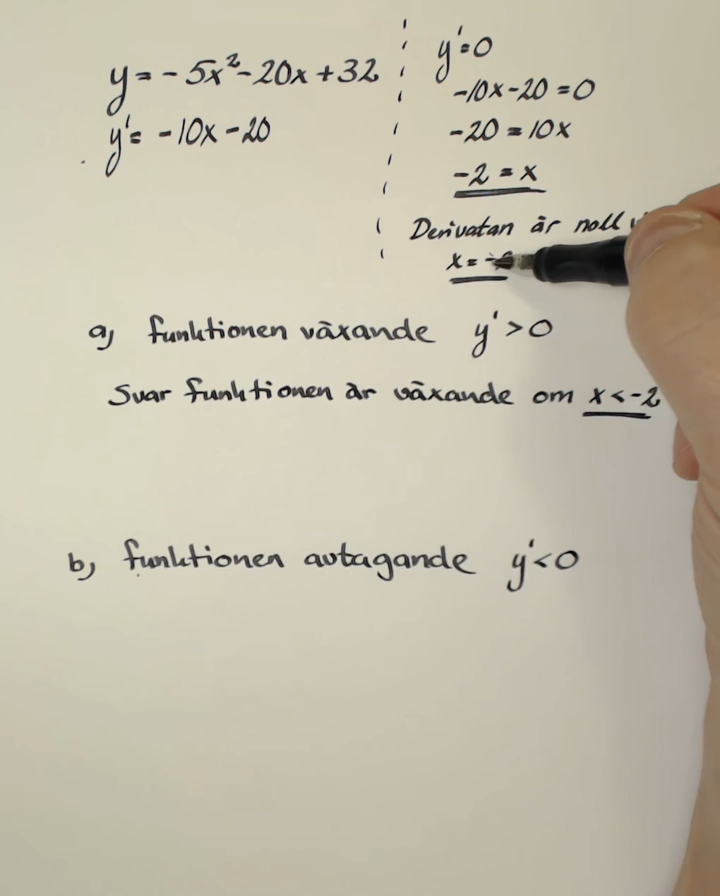 y = -5x²-20x+32
y'= -10x-20
y'=0
-10x-20=0
-20=10x
-2=x
Derivatan är noll
x=
a) funktionen växande y'>0
Svar funktionen är växande om x<-2
b) funktionen avtagande y'<0